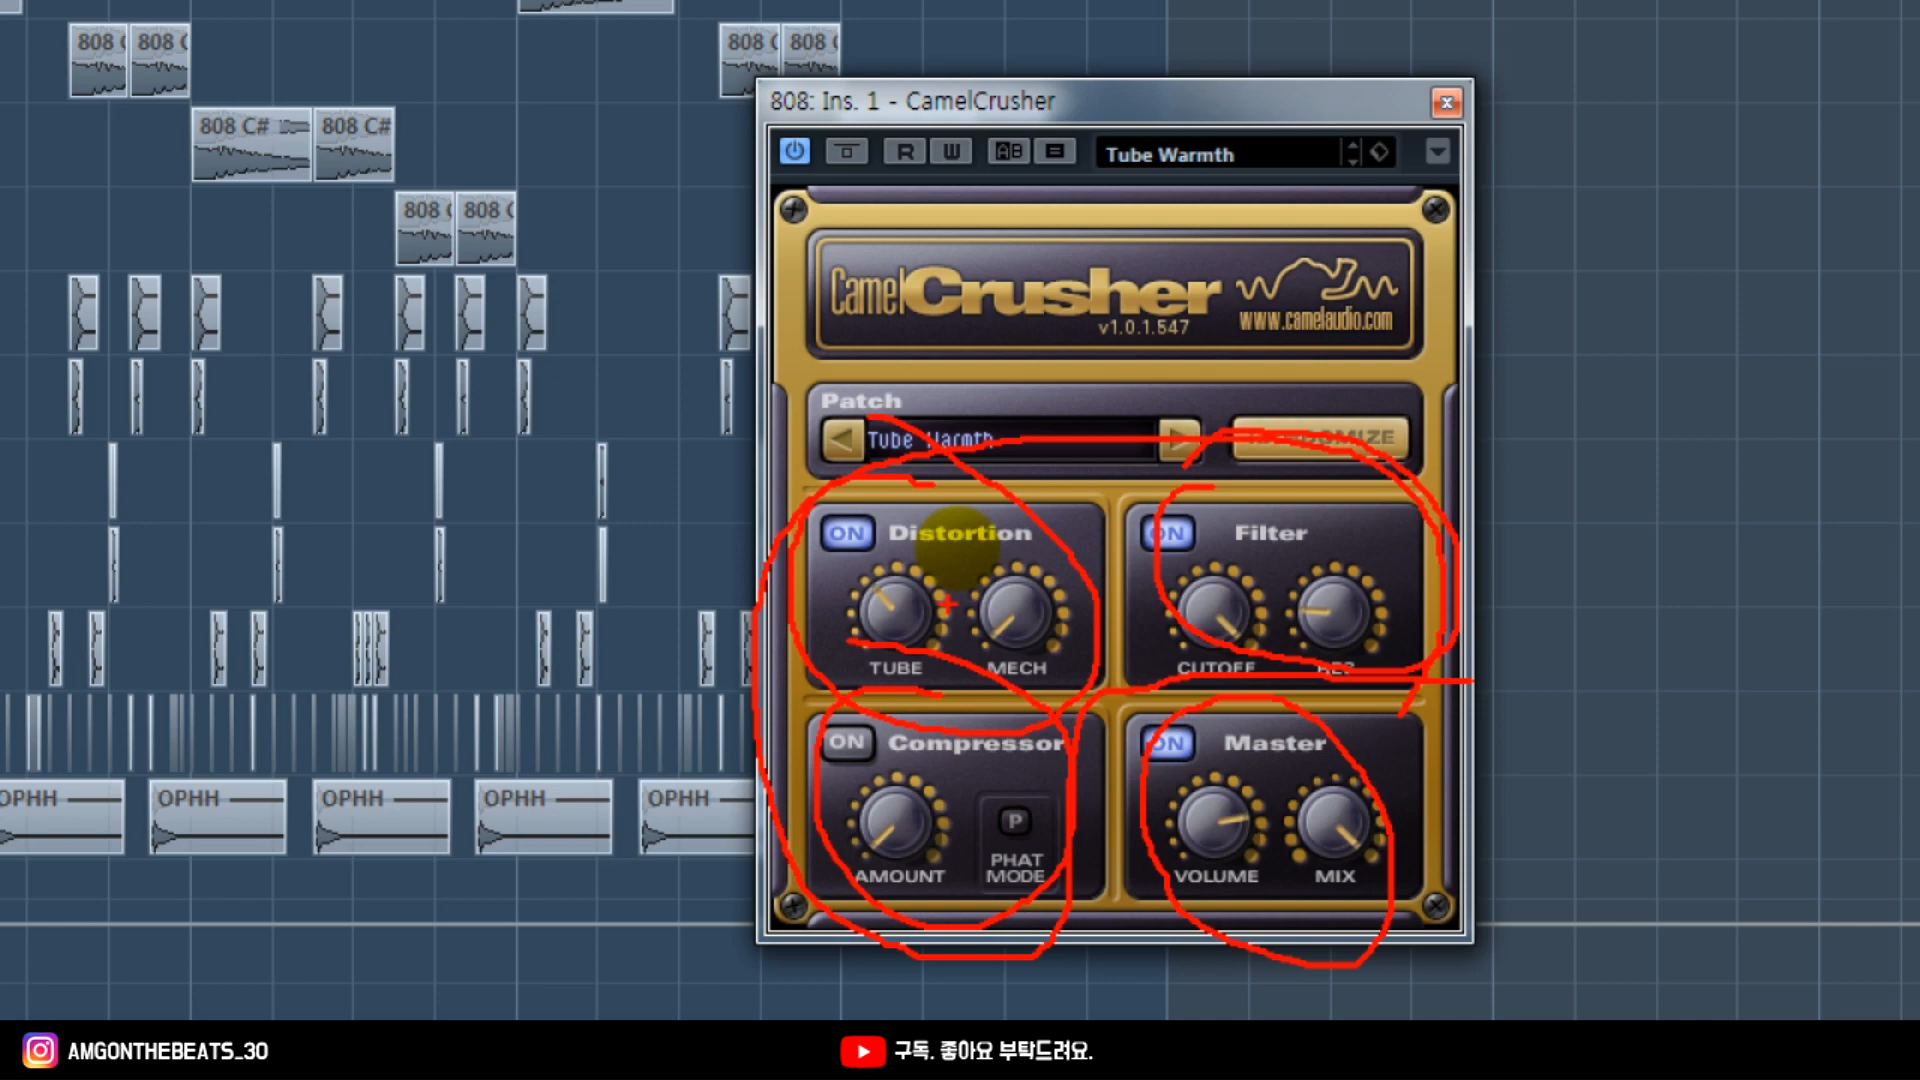 808 C 808 C
808 C 808 C
808: Ins. 1 - CamelCrusher
808 C# 808 C#
R W AB Tube Warmth
808 C 808 C
CamelCrusher
v1.0.1.547 www.camelaudio.com
Patch
Tube Warmth RANDOMIZE
ON Distortion ON Filter
TUBE MECH CUTOFF RES
ON Compressor ON Master
P
AMOUNT PHAT MODE VOLUME MIX
OPHH OPHH OPHH OPHH OPHH
AMGONTHEBEATS_30 구독. 좋아요 부탁드려요.